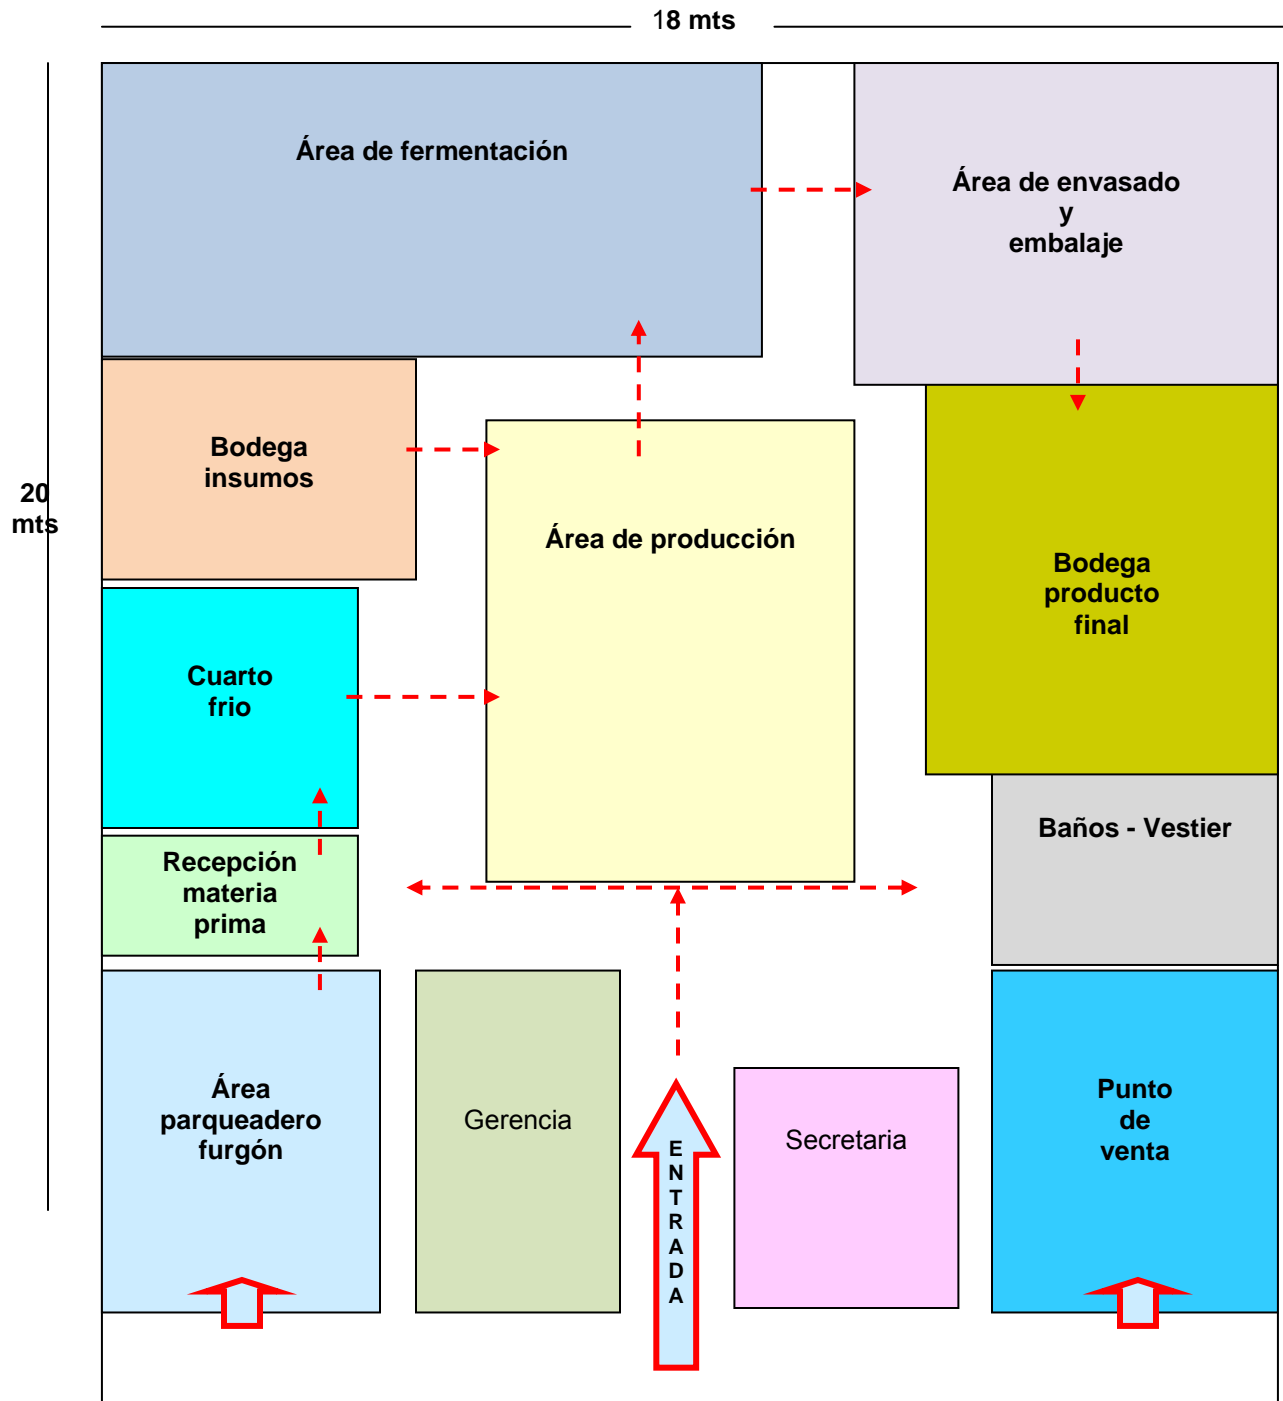 18 mts
Área de fermentación
Área de envasado
y
embalaje
Bodega
insumos
20
mts
Área de producción
Bodega
producto
final
Cuarto
frio
Baños - Vestier
Recepción
materia
prima
Área
parqueadero
furgón
Gerencia
ENTRADA
Secretaria
Punto
de
venta